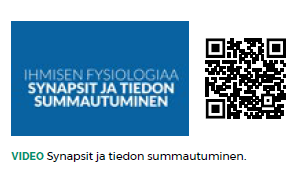 IHMISEN FYSIOLOGIAA
SYNAPSIT JA TIEDON
SUMMAUTUMINEN
VIDEO Synapsit ja tiedon summautuminen.